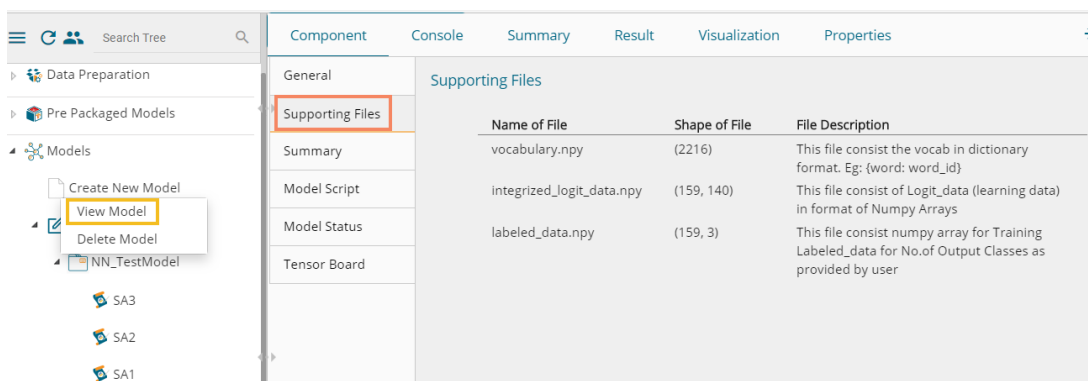 Search Tree
Component Console Summary Result Visualization Properties
Data Preparation
Pre Packaged Models
Models
Create New Model
View Model
Delete Model
NN_TestModel
SA3
SA2
SA1
General
Supporting Files
Summary
Model Script
Model Status
Tensor Board
Supporting Files
Name of File Shape of File File Description
vocabulary.npy (2216) This file consist the vocab in dictionary
format. Eg: {word: word_id}
integrized_logit_data.npy (159, 140) This file consist of Logit_data (learning data)
in format of Numpy Arrays
labeled_data.npy (159, 3) This file consist numpy array for Training
Labeled_data for No.of Output Classes as
provided by user